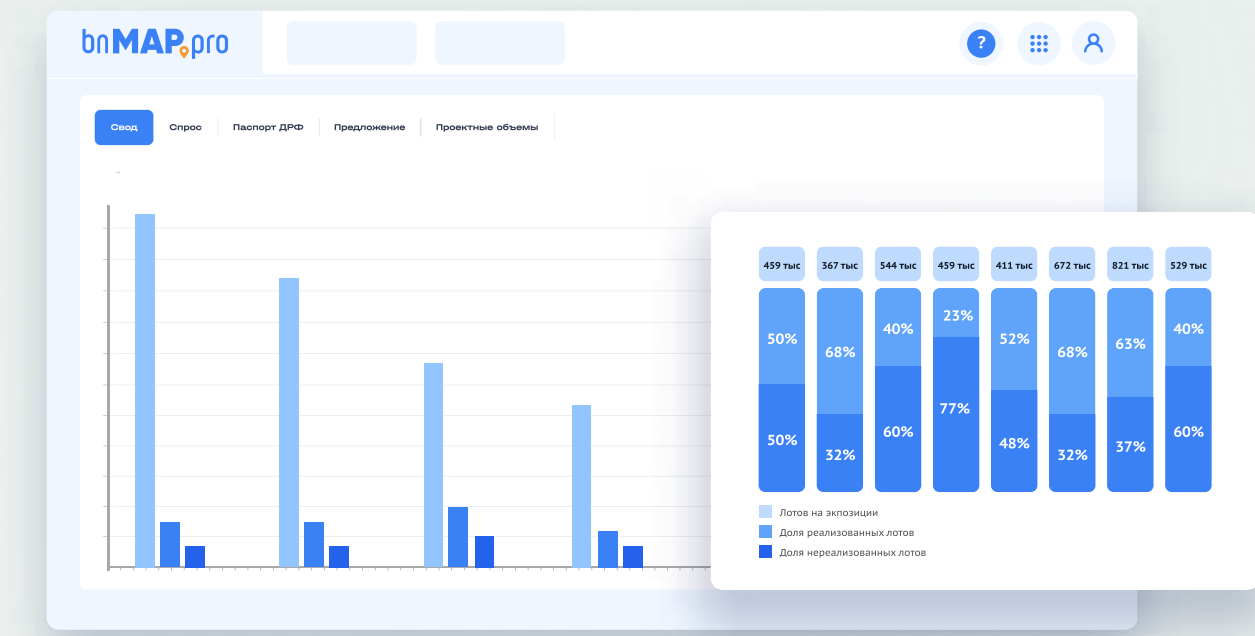 bnMAP.pro
?
Свод Спрос Паспорт ДРФ Предложение Проектные объемы
459 тыс 367 тыс 544 тыс 459 тыс 411 тыс 672 тыс 821 тыс 529 тыс
50% 68% 40% 23% 52% 68% 63% 40%
50% 32% 60% 77% 48% 32% 37% 60%
Лотов на экпозиции
Доля реализованных лотов
Доля нереализованных лотов